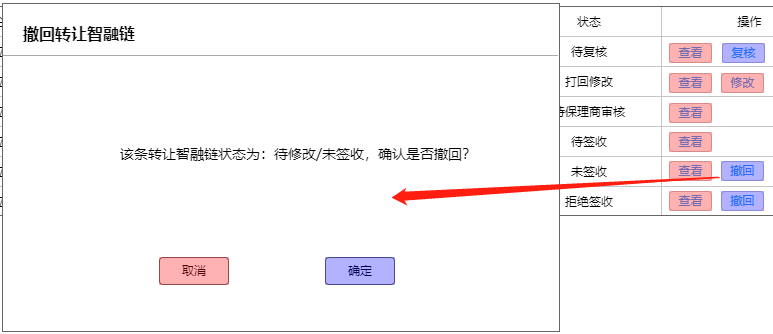 撤回转让智融链
该条转让智融链状态为：待修改/未签收，确认是否撤回？
取消 确定
状态 操作
待复核 查看 复核
打回修改 查看 修改
保理商审核 查看
待签收 查看
未签收 查看 撤回
拒绝签收 查看 撤回